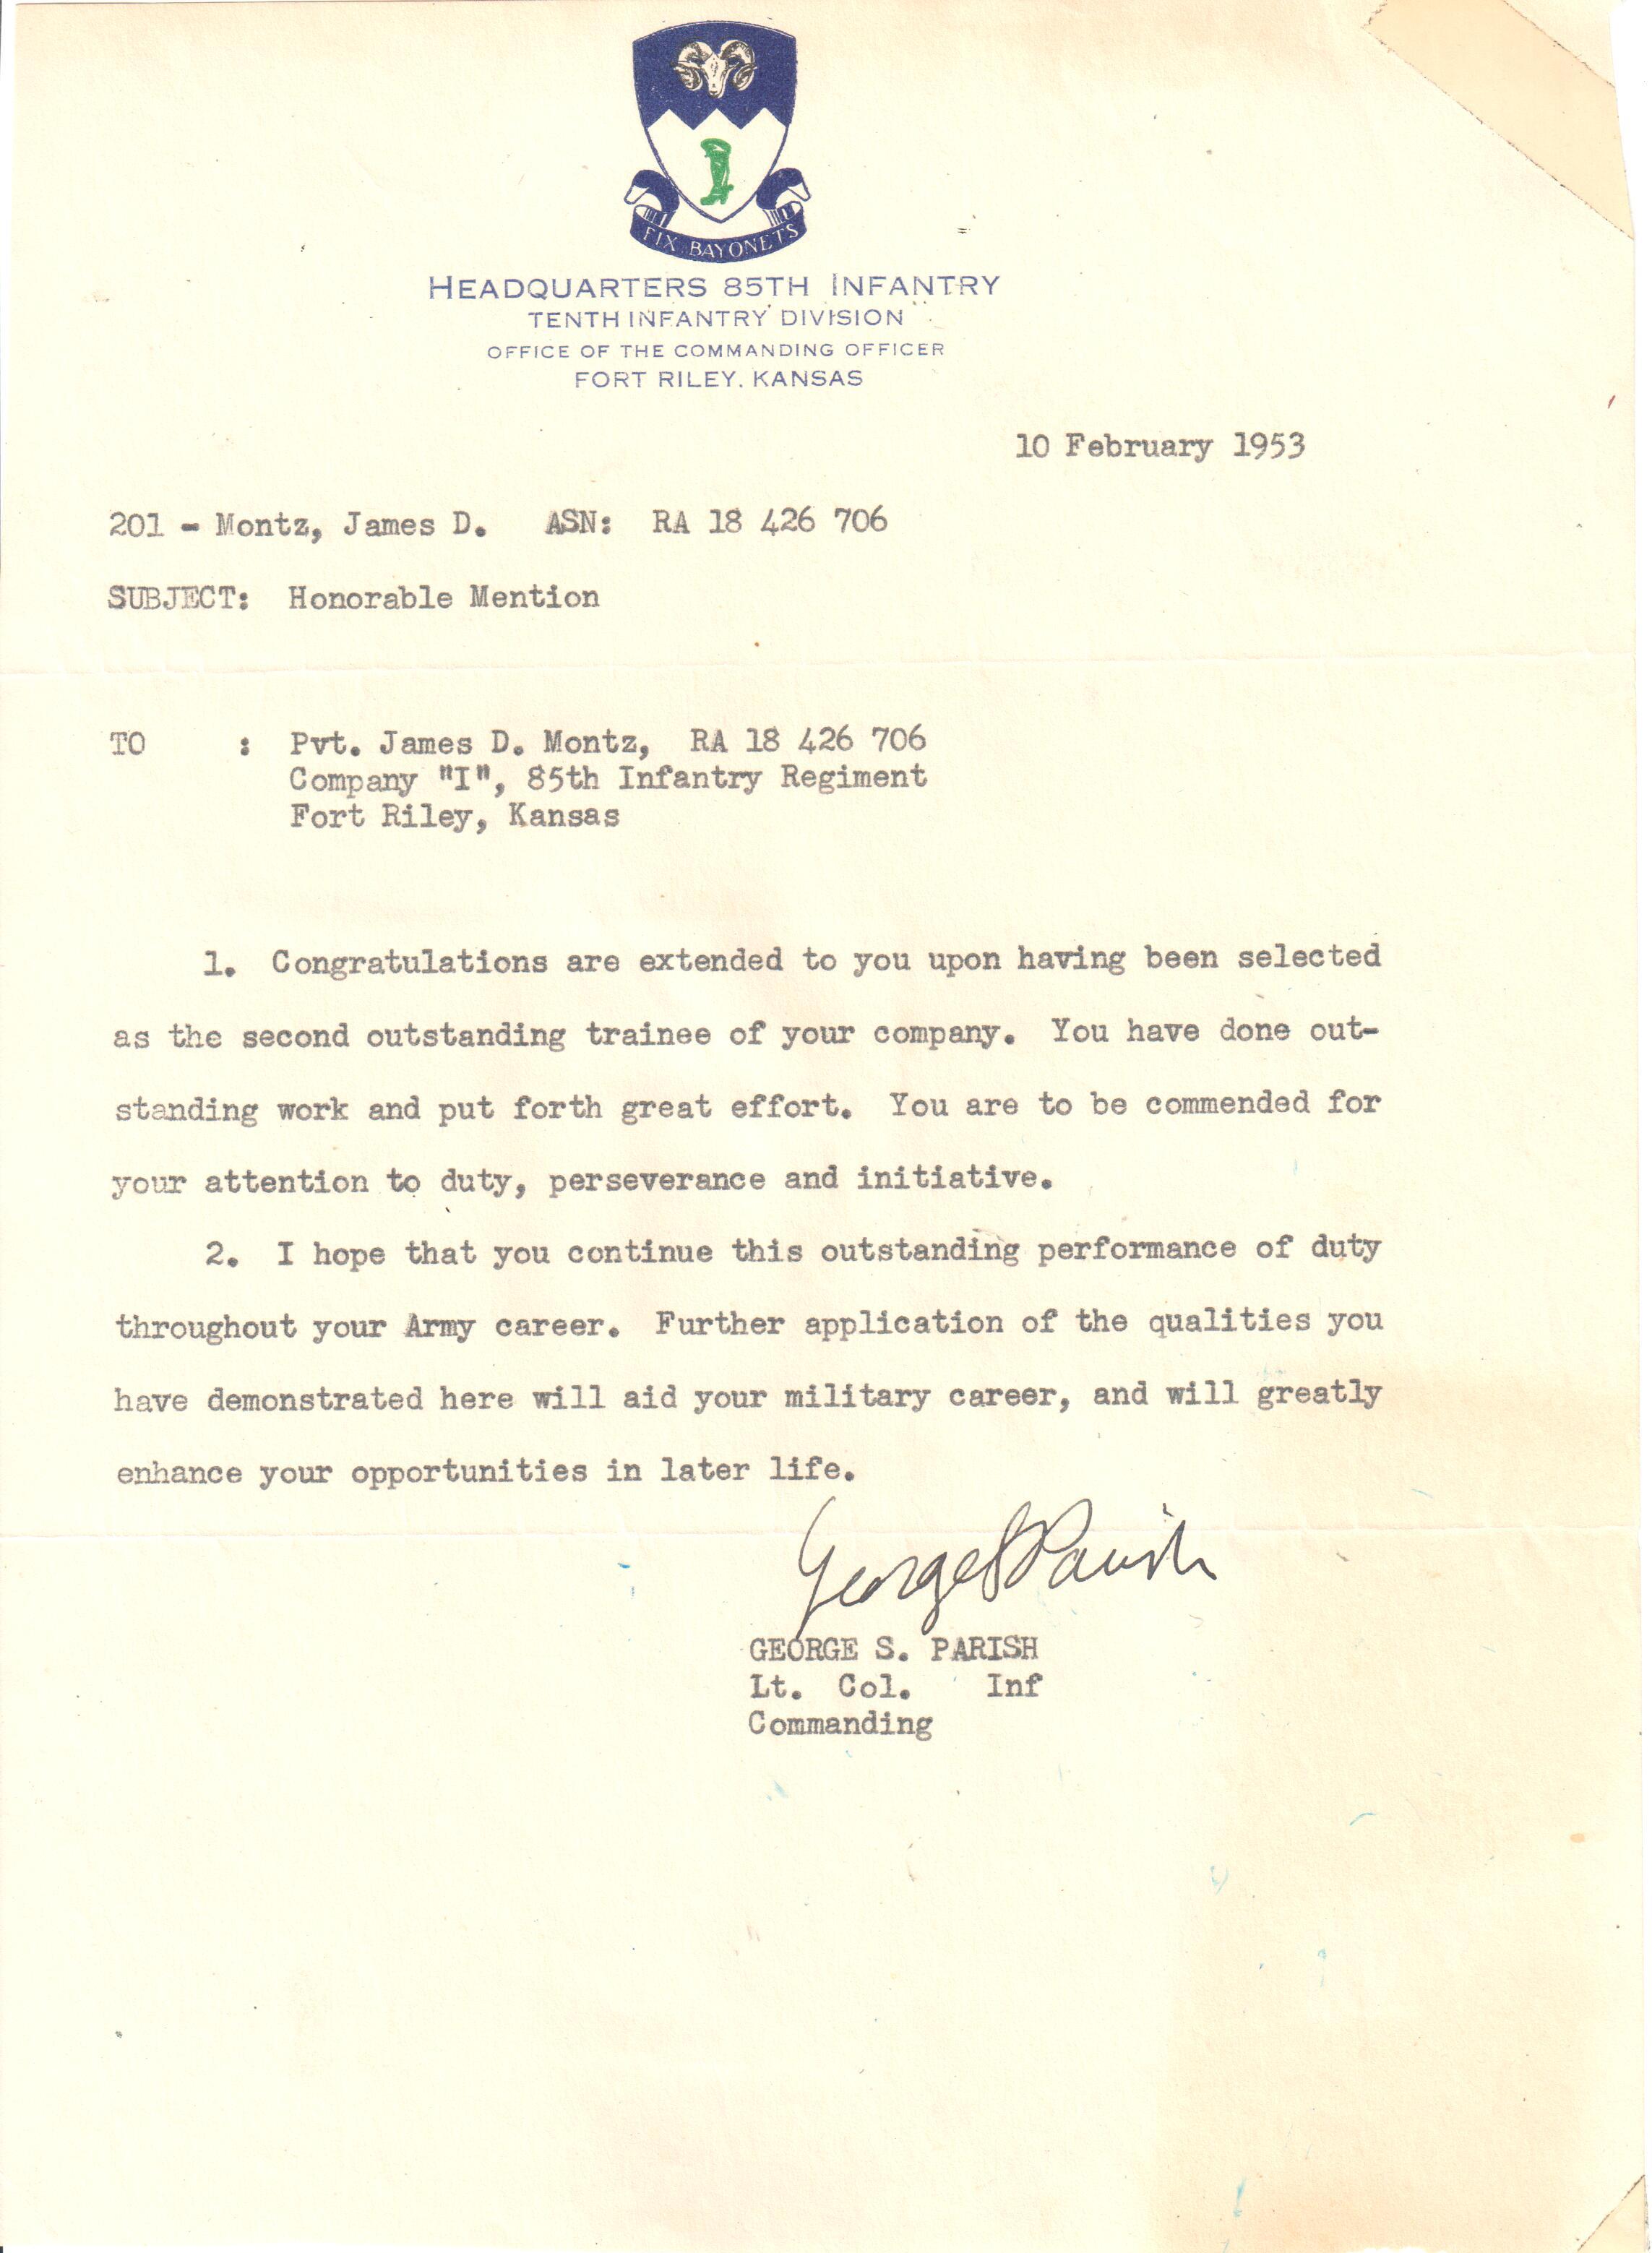 FIX BAYONETS
HEADQUARTERS 85TH INFANTRY
TENTH INFANTRY DIVISION
OFFICE OF THE COMMANDING OFFICER
FORT RILEY, KANSAS
10 February 1953
201 - Montz, James D. ASN: RA 18 426 706
SUBJECT: Honorable Mention
TO : Pvt. James D. Montz, RA 18 426 706
Company "I", 85th Infantry Regiment
Fort Riley, Kansas
1. Congratulations are extended to you upon having been selected
as the second outstanding trainee of your company. You have done out-
standing work and put forth great effort. You are to be commended for
your attention to duty, perseverance and initiative.
2. I hope that you continue this outstanding performance of duty
throughout your Army career. Further application of the qualities you
have demonstrated here will aid your military career, and will greatly
enhance your opportunities in later life.
George S Parish
GEORGE S. PARISH
Lt. Col. Inf
Commanding